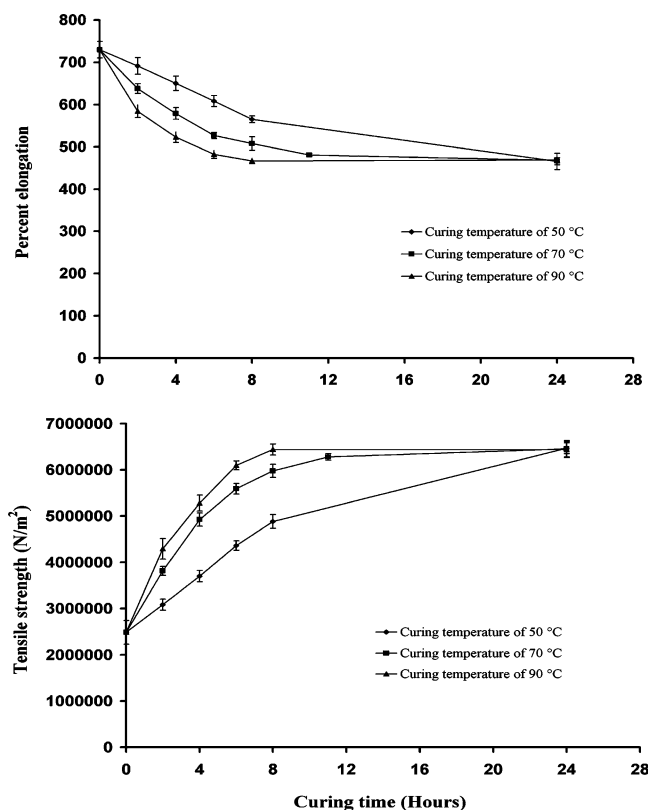 800
700
600
500
400
300
200
100
0
Percent elongation
Curing temperature of 50 °C
Curing temperature of 70 °C
Curing temperature of 90 °C
0 4 8 12 16 20 24 28
7000000
6000000
5000000
4000000
3000000
2000000
1000000
0
Tensile strength (N/m²)
Curing temperature of 50 °C
Curing temperature of 70 °C
Curing temperature of 90 °C
0 4 8 12 16 20 24 28
Curing time (Hours)